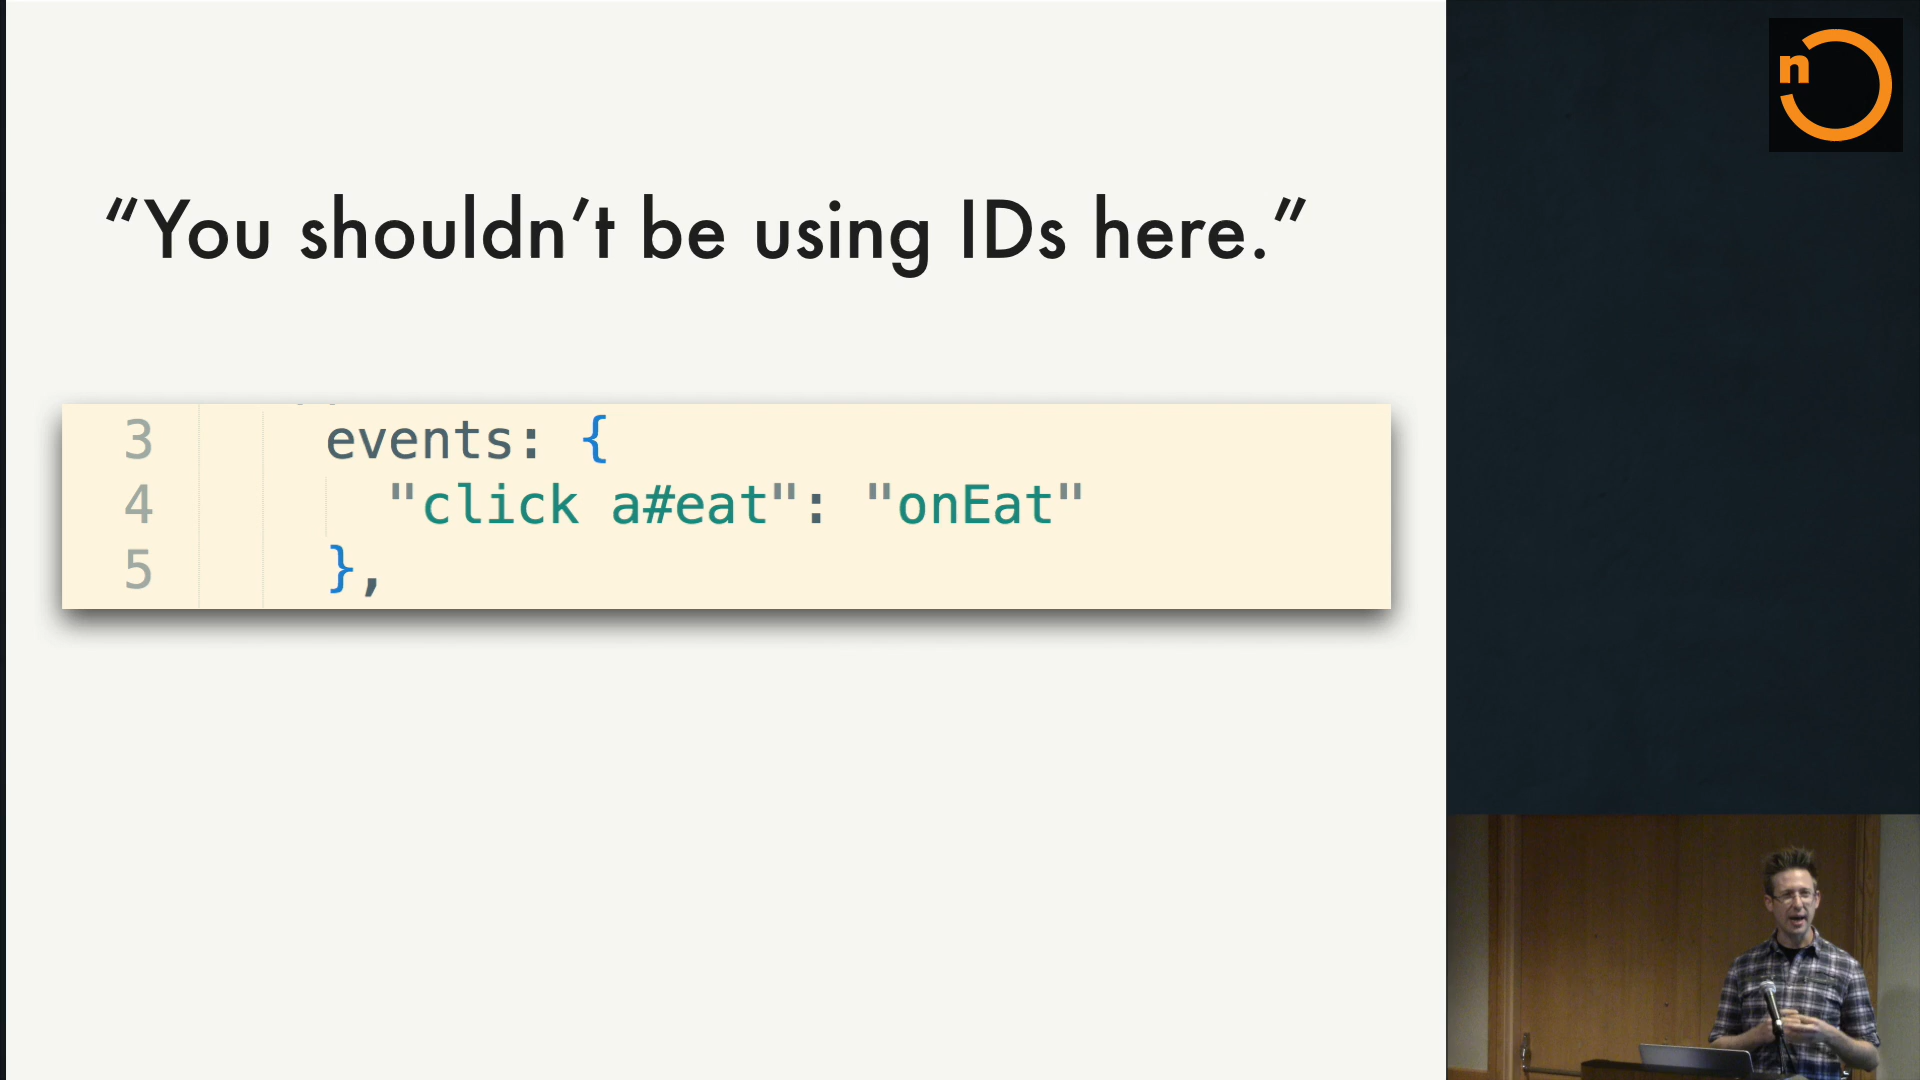 “You shouldn’t be using IDs here.”
3 events: {
4 "click a#eat": "onEat"
5 },
n